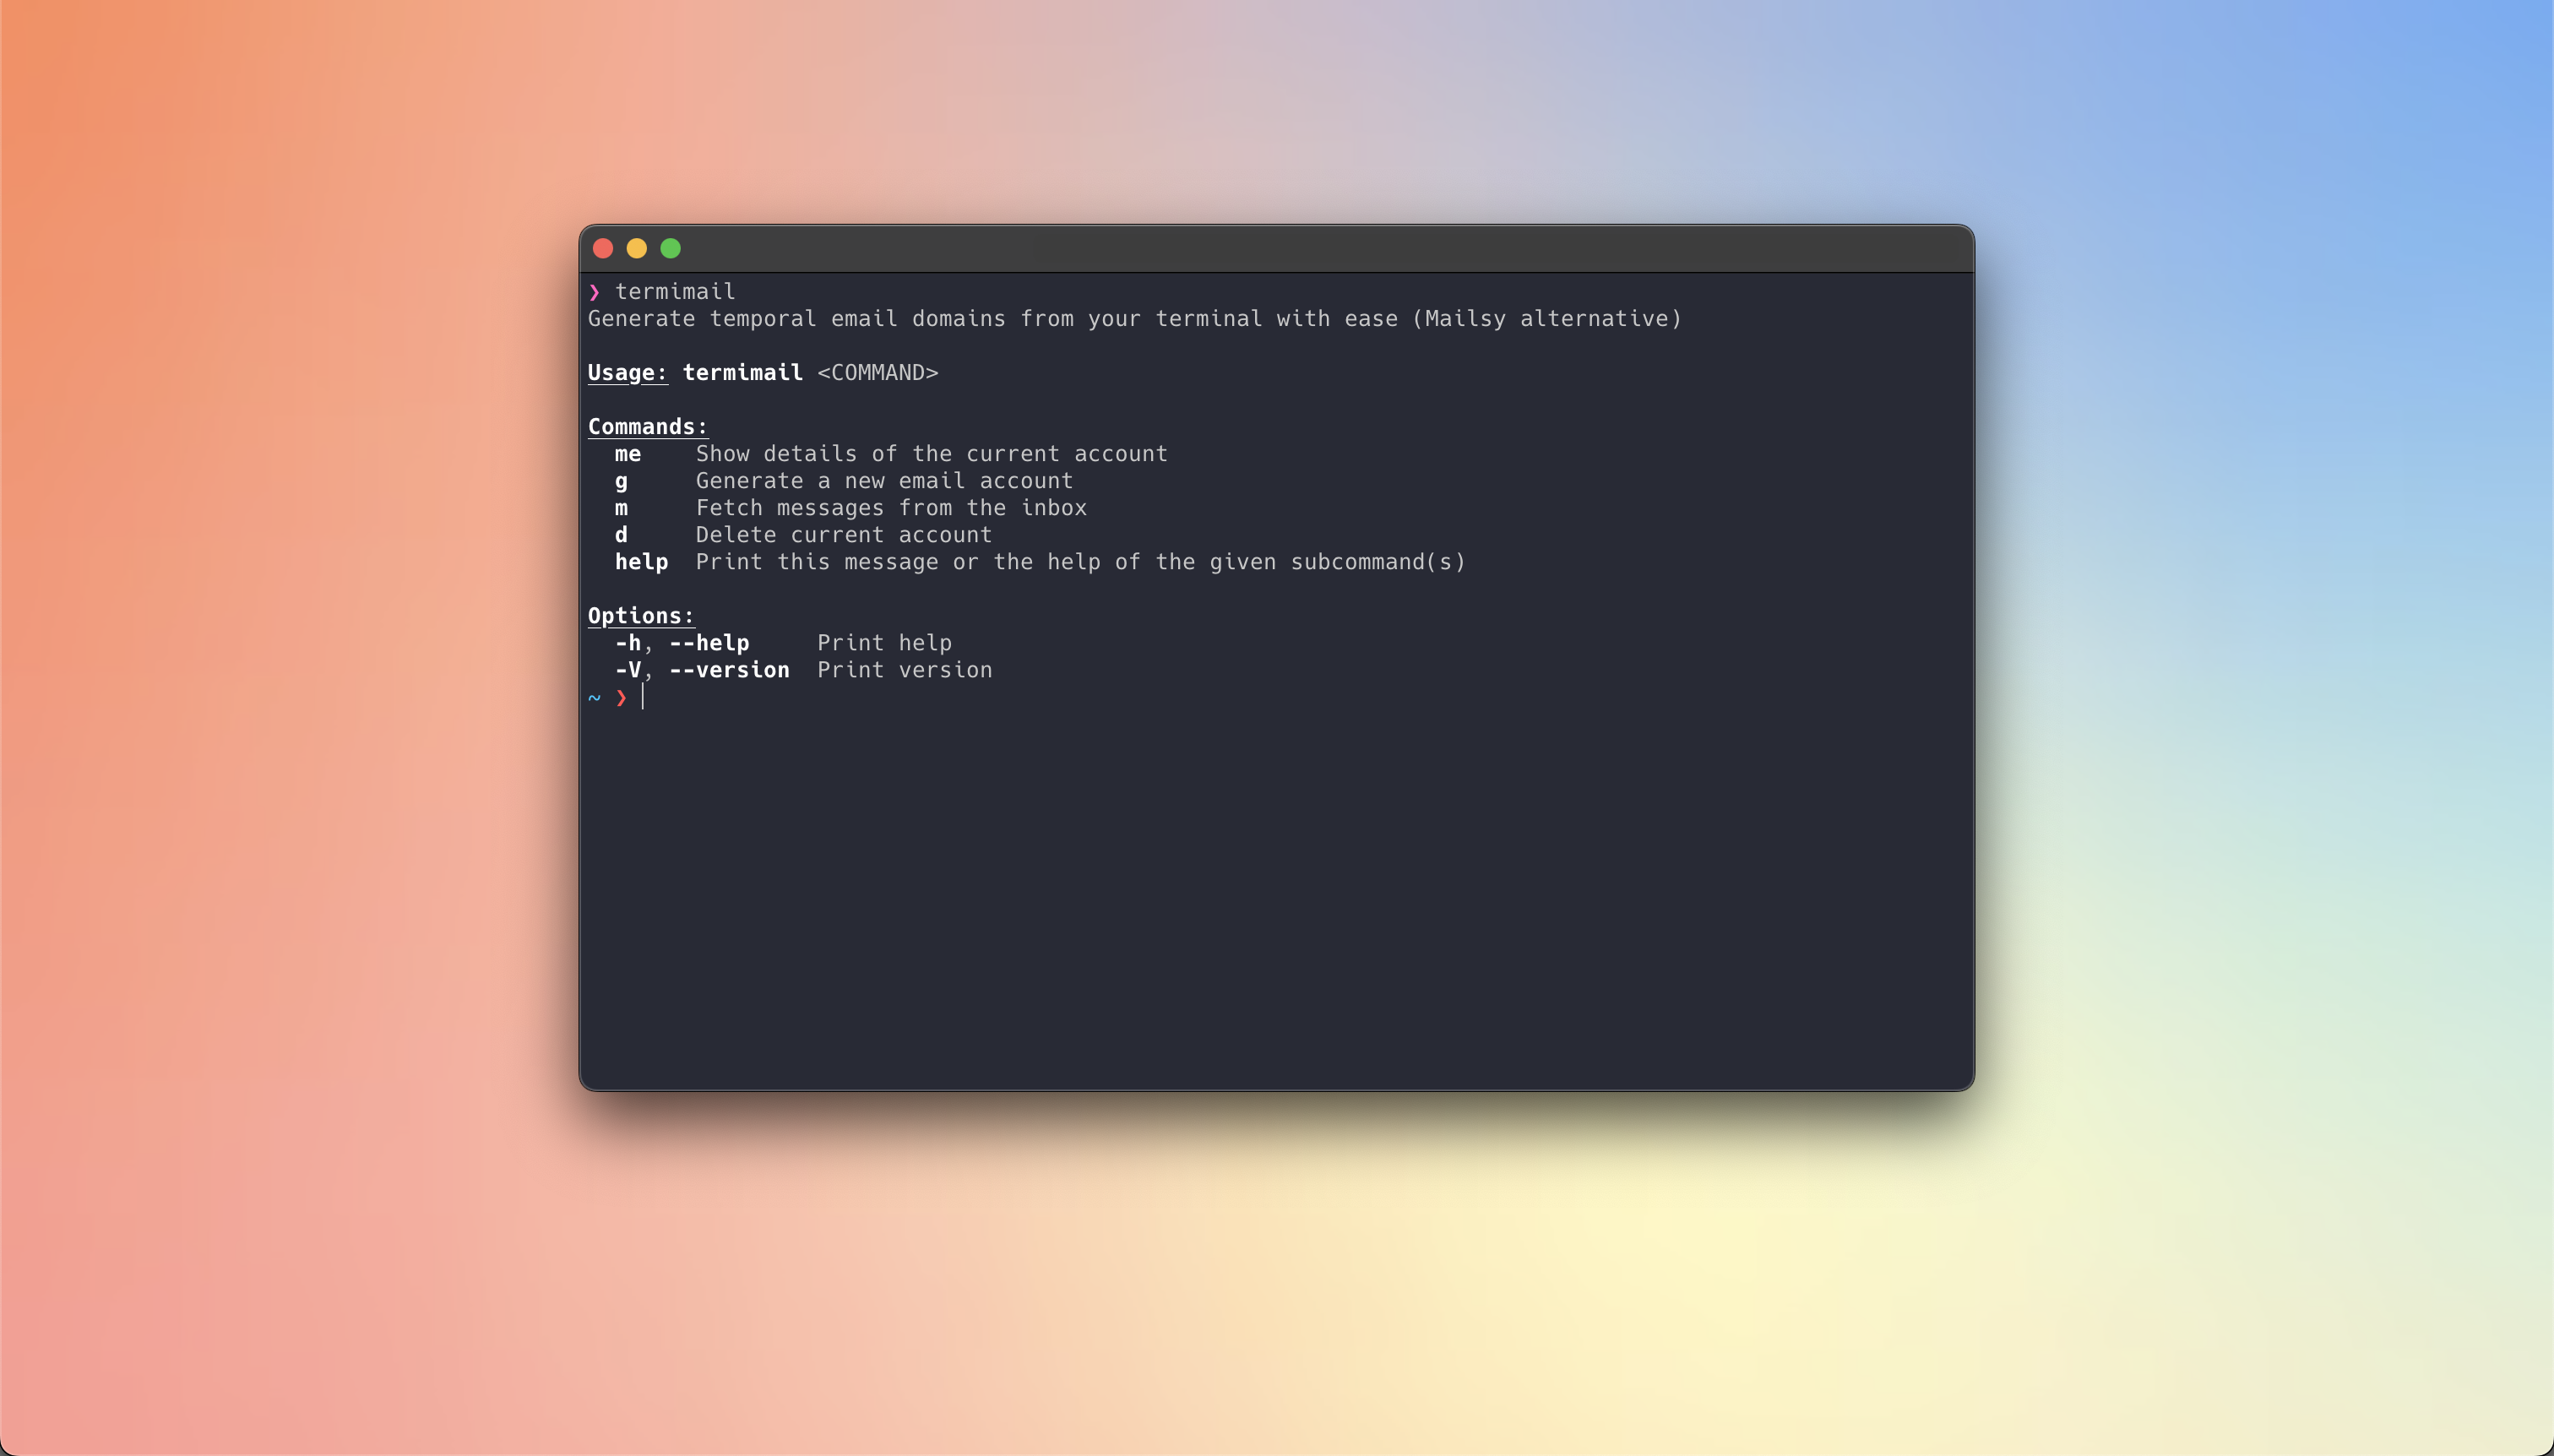 ❯ termimail
Generate temporal email domains from your terminal with ease (Mailsy alternative)
Usage: termimail <COMMAND>
Commands:
  me    Show details of the current account
  g     Generate a new email account
  m     Fetch messages from the inbox
  d     Delete current account
  help  Print this message or the help of the given subcommand(s)
Options:
  -h, --help     Print help
  -V, --version  Print version
~ ❯